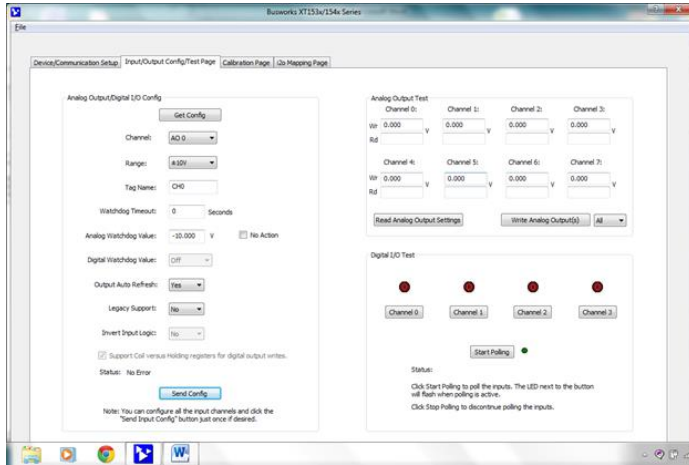 Busworks XT153x/154x Series
File
Device/Communication Setup
Input/Output Config/Test Page
Calibration Page
i2o Mapping Page
Analog Output/Digital I/O Config
Get Config
Channel: AO 0
Range: ±10V
Tag Name: CH0
Watchdog Timeout: 0 Seconds
Analog Watchdog Value: -10.000 V No Action
Digital Watchdog Value: Off
Output Auto Refresh: Yes
Legacy Support: No
Invert Input Logic: No
Support Coil versus Holding registers for digital output writes.
Status: No Error
Send Config
Note: You can configure all the input channels and click the
"Send Input Config" button just once if desired.
Analog Output Test
Channel 0: Channel 1: Channel 2: Channel 3:
Wr 0.000 V 0.000 V 0.000 V 0.000 V
Rd
Channel 4: Channel 5: Channel 6: Channel 7:
Wr 0.000 V 0.000 V 0.000 V 0.000 V
Rd
Read Analog Output Settings
Write Analog Output(s) All
Digital I/O Test
Channel 0 Channel 1 Channel 2 Channel 3
Start Polling
Status:
Click Start Polling to poll the inputs. The LED next to the button
will flash when polling is active.
Click Stop Polling to discontinue polling the inputs.